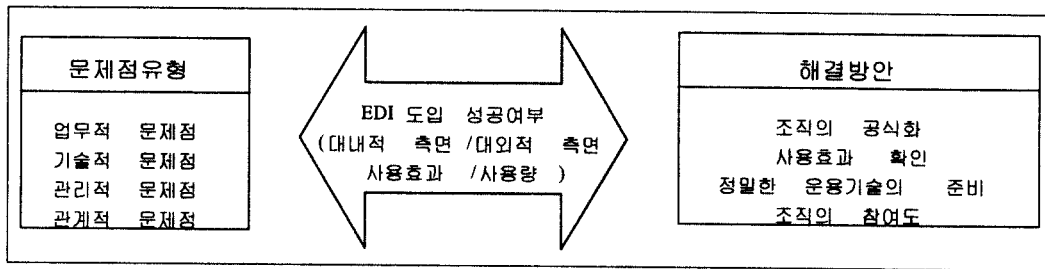 문제점유형
업무적 문제점
기술적 문제점
관리적 문제점
관계적 문제점
EDI 도입 성공여부
(대내적 측면 /대외적 측면
사용효과 /사용량 )
해결방안
조직의 공식화
사용효과 확인
정밀한 운용기술의 준비
조직의 참여도